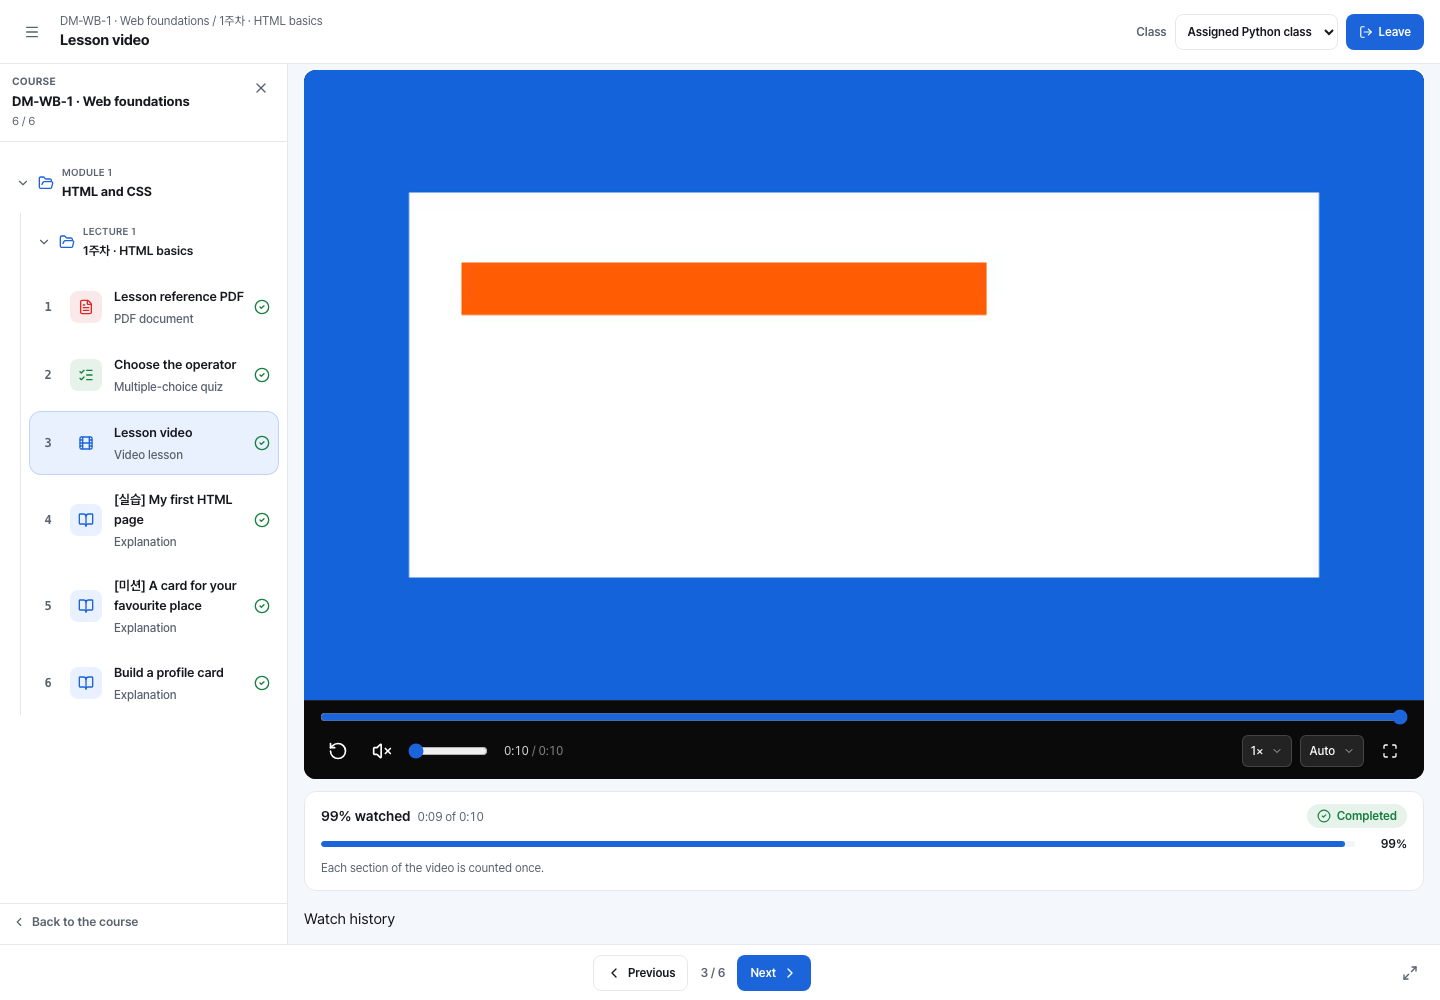 DM-WB-1 · Web foundations / 1주차 · HTML basics
Lesson video
Class
Assigned Python class
Leave
COURSE
DM-WB-1 · Web foundations
6 / 6
MODULE 1
HTML and CSS
LECTURE 1
1주차 · HTML basics
1
Lesson reference PDF
PDF document
2
Choose the operator
Multiple-choice quiz
3
Lesson video
Video lesson
4
[실습] My first HTML
page
Explanation
5
[미션] A card for your
favourite place
Explanation
6
Build a profile card
Explanation
Back to the course
0:10 / 0:10
1×
Auto
99% watched 0:09 of 0:10
Completed
99%
Each section of the video is counted once.
Watch history
Previous
3 / 6
Next